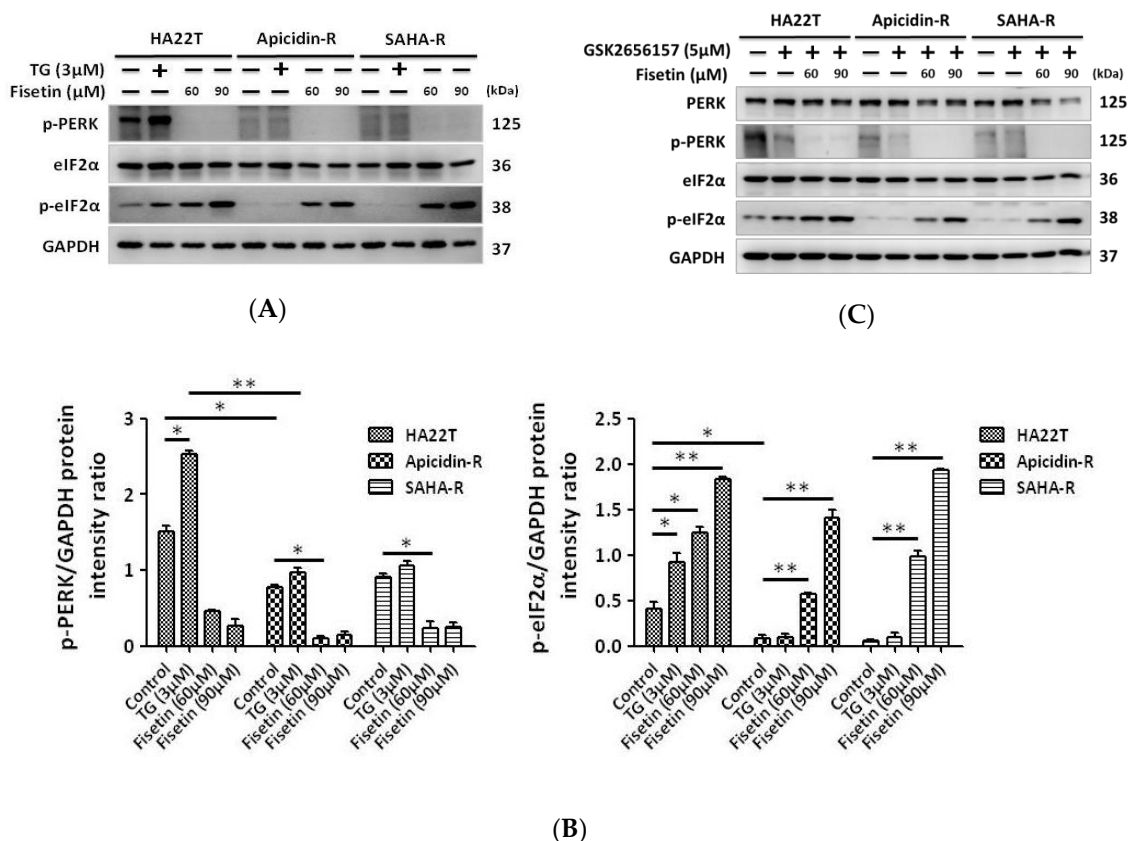 HA22T Apicidin-R SAHA-R
TG (3μM) — + — — — + — — — + — —
Fisetin (μM) — — 60 90 — — 60 90 — — 60 90 (kDa)
p-PERK 125
eIF2α 36
p-eIF2α 38
GAPDH 37
(A)
HA22T Apicidin-R SAHA-R
GSK2656157 (5μM) — + + + — + + + — + + +
Fisetin (μM) — — 60 90 — — 60 90 — — 60 90 (kDa)
PERK 125
p-PERK 125
eIF2α 36
p-eIF2α 38
GAPDH 37
(C)
p-PERK/GAPDH protein
intensity ratio
3
2
1
0
**
*
*
*
*
HA22T
Apicidin-R
SAHA-R
Control
TG (3μM)
Fisetin (60μM)
Fisetin (90μM)
Control
TG (3μM)
Fisetin (60μM)
Fisetin (90μM)
Control
TG (3μM)
Fisetin (60μM)
Fisetin (90μM)
p-eIF2α/GAPDH protein
intensity ratio
2.5
2.0
1.5
1.0
0.5
0.0
*
**
*
*
**
**
**
**
HA22T
Apicidin-R
SAHA-R
Control
TG (3μM)
Fisetin (60μM)
Fisetin (90μM)
Control
TG (3μM)
Fisetin (60μM)
Fisetin (90μM)
Control
TG (3μM)
Fisetin (60μM)
Fisetin (90μM)
(B)